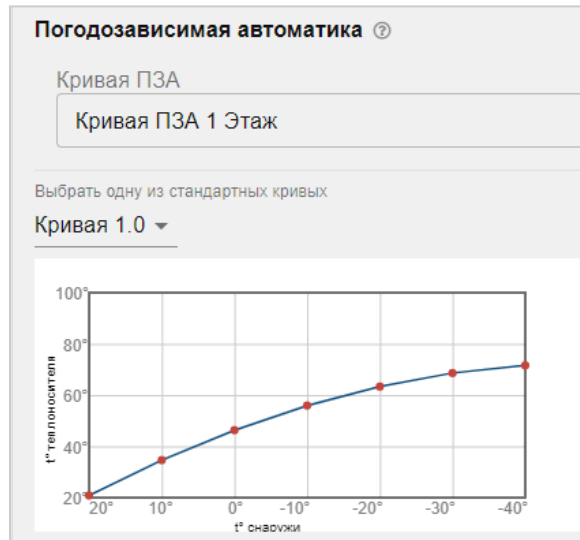 Погодозависимая автоматика ?
Кривая ПЗА
Кривая ПЗА 1 Этаж
Выбрать одну из стандартных кривых
Кривая 1.0
100°
80°
60°
40°
20°
t° теплоносителя
20° 10° 0° -10° -20° -30° -40°
t° снаружи